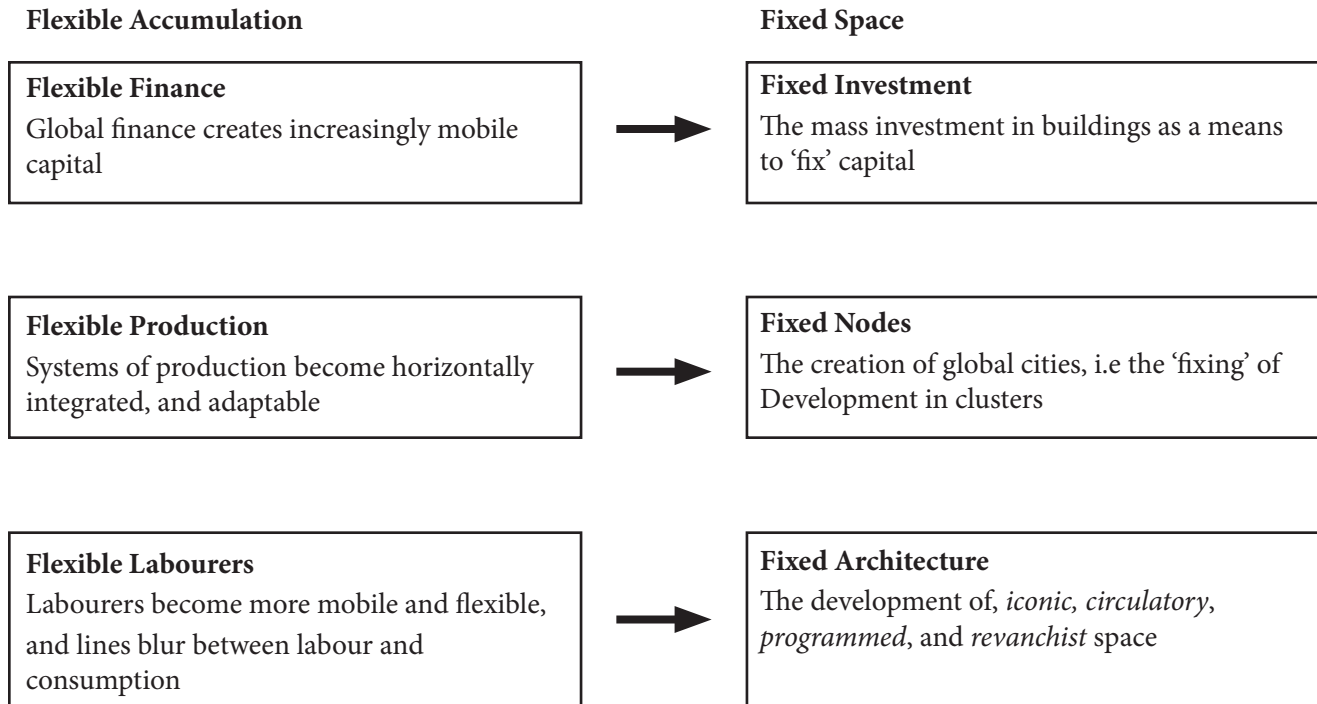 Flexible Accumulation
Fixed Space
Flexible Finance
Global finance creates increasingly mobile
capital
Fixed Investment
The mass investment in buildings as a means
to ‘fix’ capital
Flexible Production
Systems of production become horizontally
integrated, and adaptable
Fixed Nodes
The creation of global cities, i.e the ‘fixing’ of
Development in clusters
Flexible Labourers
Labourers become more mobile and flexible,
and lines blur between labour and
consumption
Fixed Architecture
The development of, iconic, circulatory,
programmed, and revanchist space